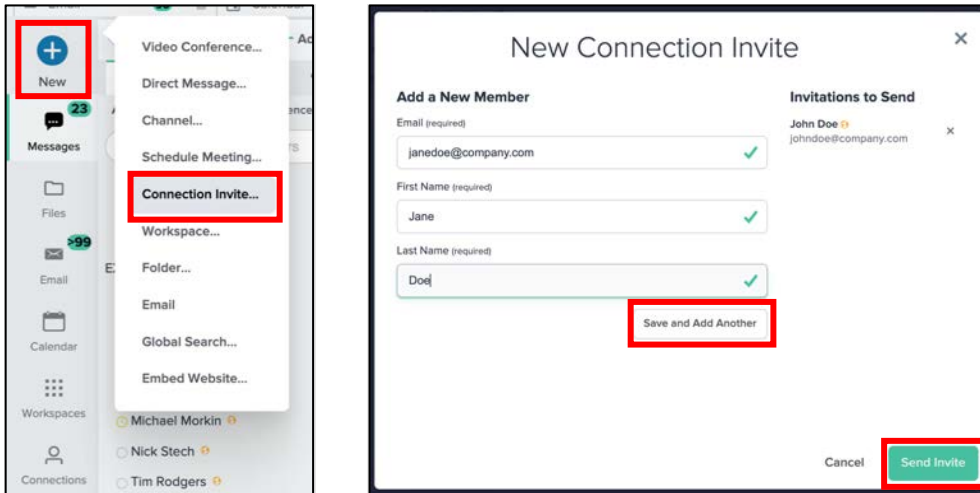 Video Conference...
New
Direct Message...
23
Channel...
Messages
Schedule Meeting...
Connection Invite...
Files
Workspace...
>99
Folder...
Email
Email
Global Search...
Calendar
Embed Website...
Workspaces
Michael Morkin
Nick Stech
Connections
Tim Rodgers
New Connection Invite
Add a New Member
Email (required)
janedoe@company.com
First Name (required)
Jane
Last Name (required)
Doe
Save and Add Another
Invitations to Send
John Doe
johndoe@company.com
Cancel
Send Invite